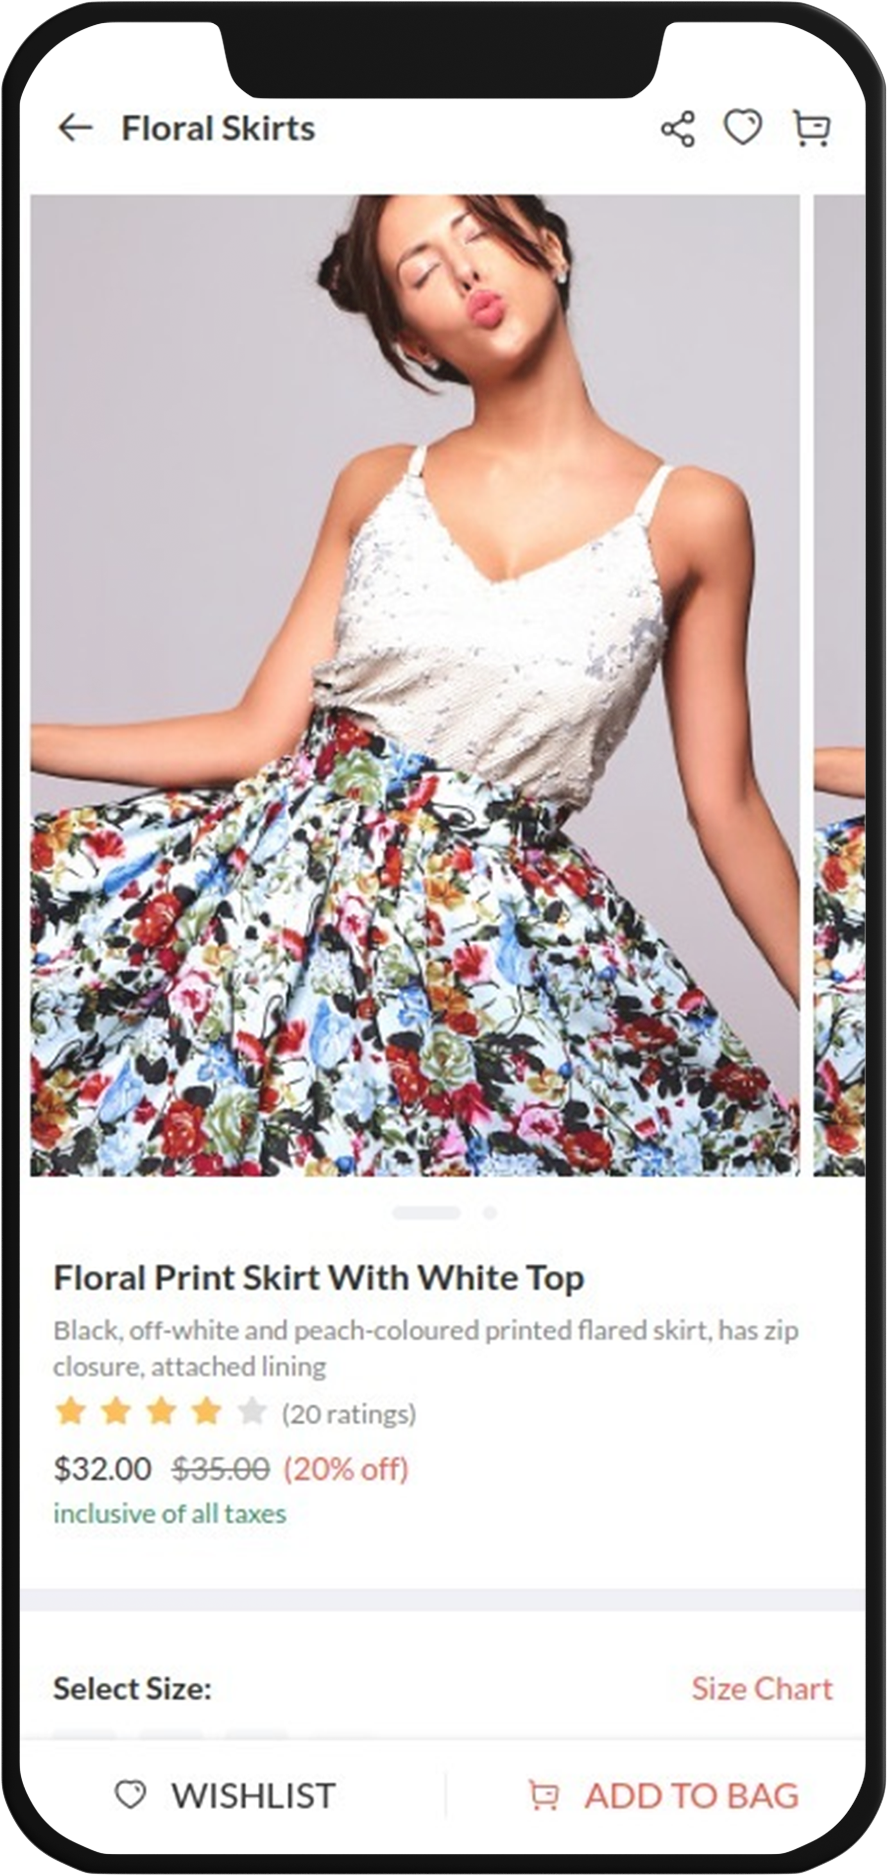 Floral Skirts
Floral Print Skirt With White Top
Black, off-white and peach-coloured printed flared skirt, has zip
closure, attached lining
(20 ratings)
$32.00 $35.00 (20% off)
inclusive of all taxes
Select Size: Size Chart
WISHLIST ADD TO BAG